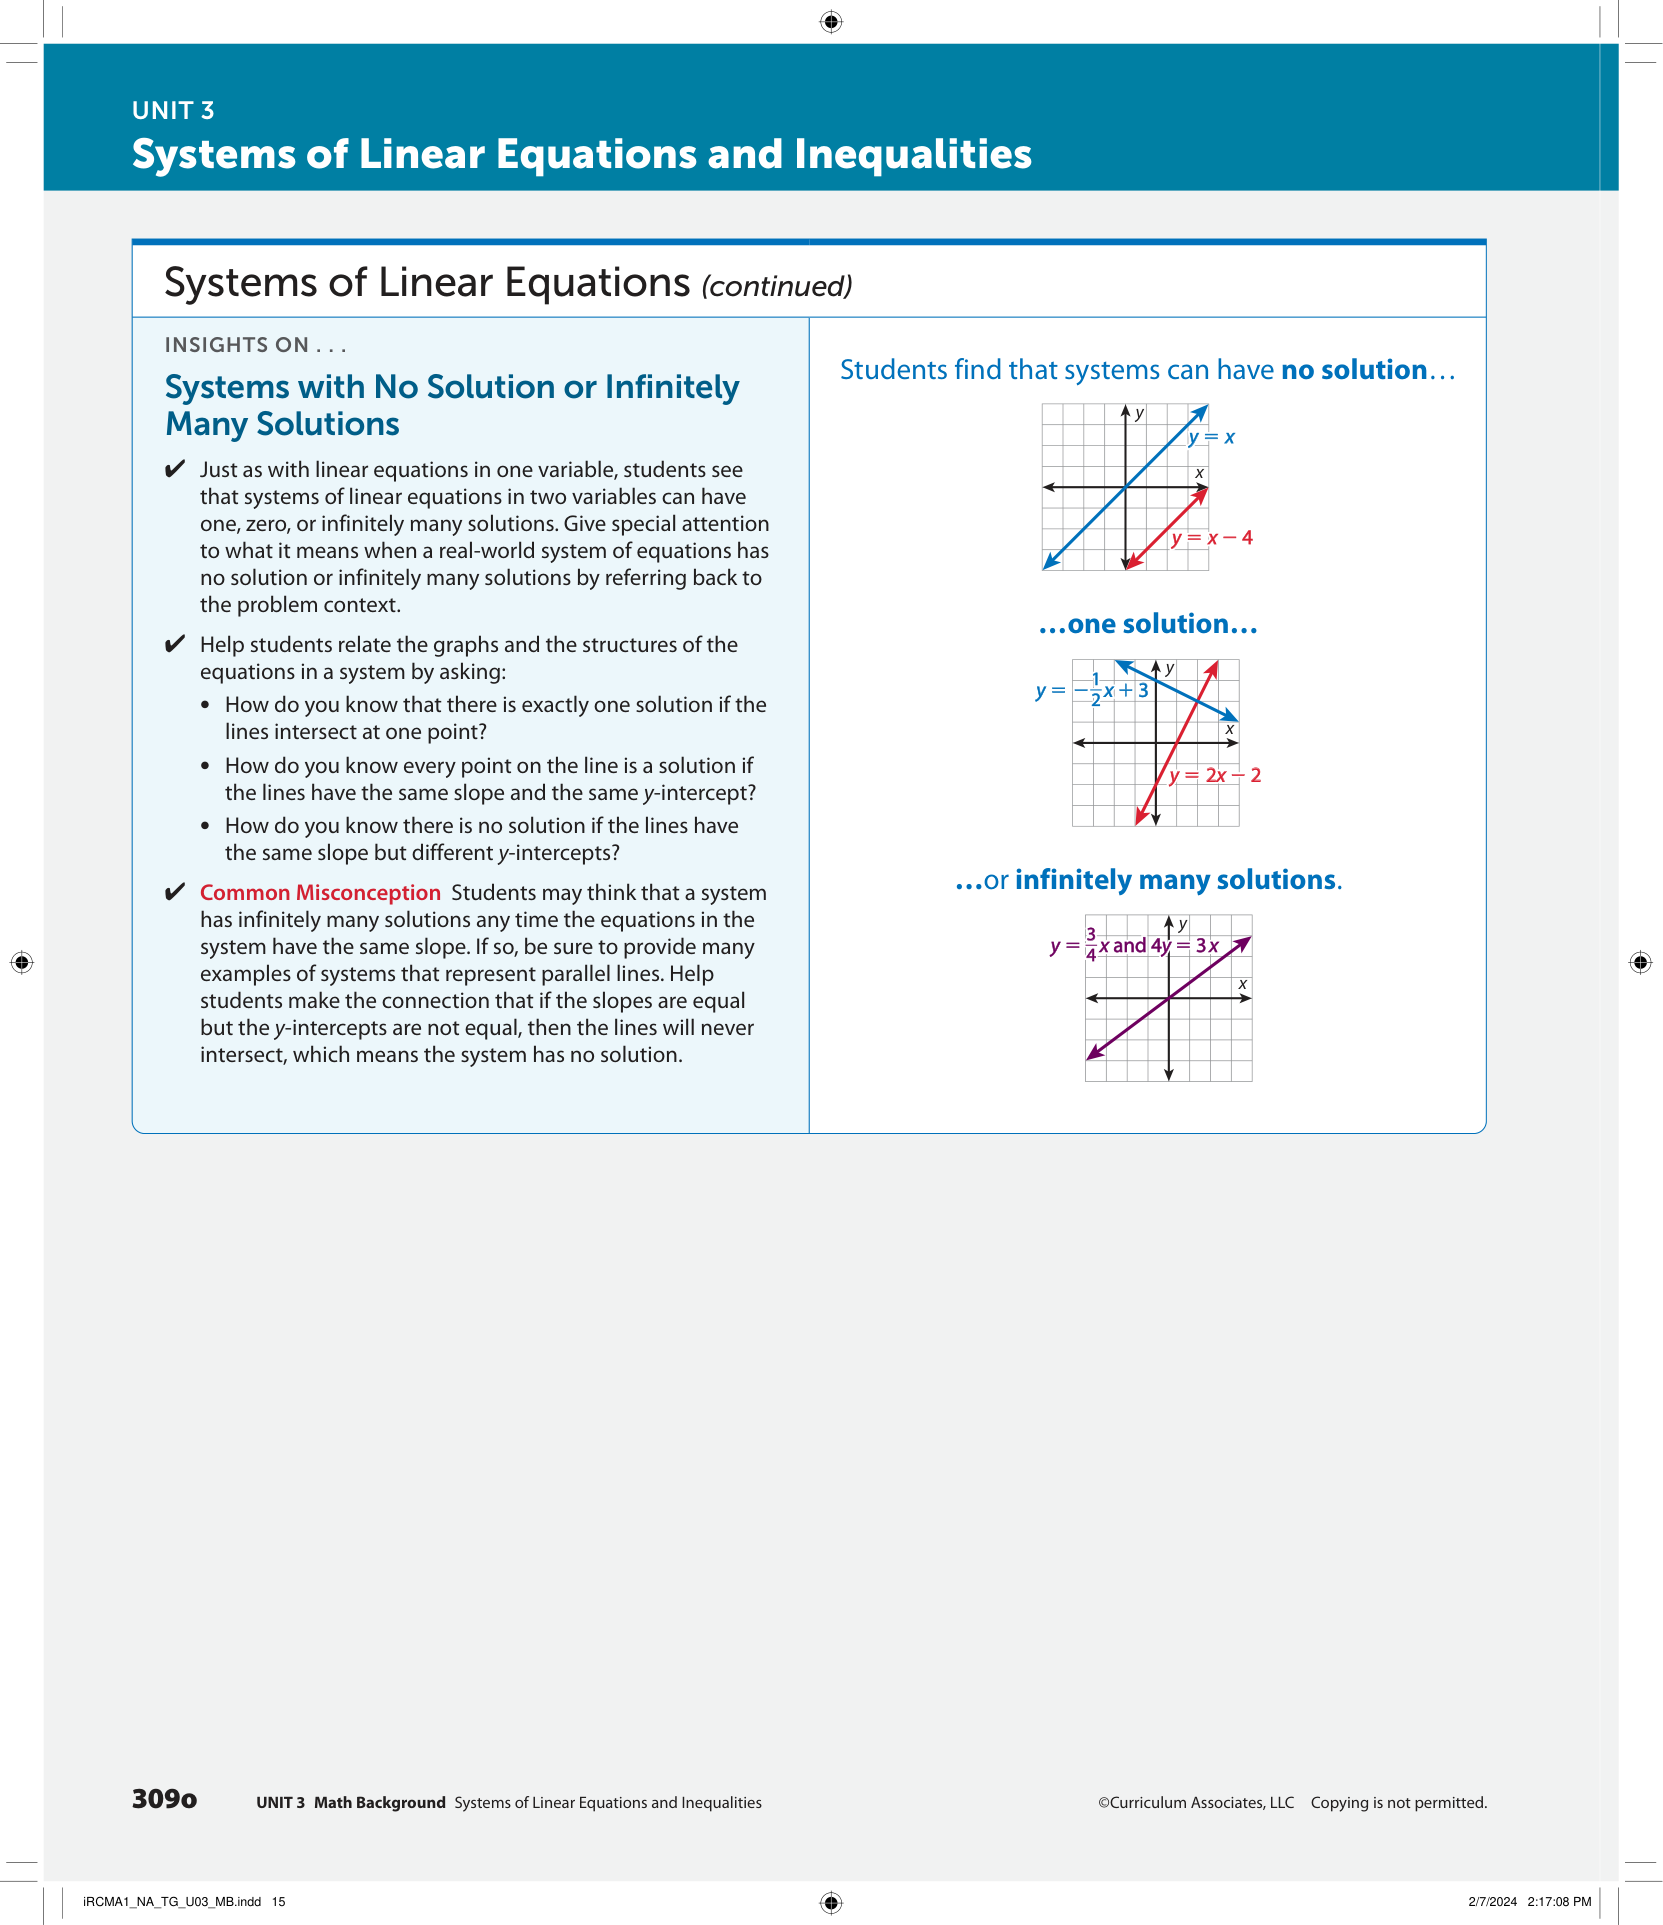 UNIT 3
Systems of Linear Equations and Inequalities
Systems of Linear Equations (continued)
INSIGHTS ON . . .
Systems with No Solution or Infinitely
Many Solutions
✔ Just as with linear equations in one variable, students see
that systems of linear equations in two variables can have
one, zero, or infinitely many solutions. Give special attention
to what it means when a real-world system of equations has
no solution or infinitely many solutions by referring back to
the problem context.
✔ Help students relate the graphs and the structures of the
equations in a system by asking:
• How do you know that there is exactly one solution if the
lines intersect at one point?
• How do you know every point on the line is a solution if
the lines have the same slope and the same y-intercept?
• How do you know there is no solution if the lines have
the same slope but different y-intercepts?
✔ Common Misconception Students may think that a system
has infinitely many solutions any time the equations in the
system have the same slope. If so, be sure to provide many
examples of systems that represent parallel lines. Help
students make the connection that if the slopes are equal
but the y-intercepts are not equal, then the lines will never
intersect, which means the system has no solution.
Students find that systems can have no solution…
y
y = x
x
y = x − 4
…one solution…
y
y = −1/2x + 3
x
y = 2x − 2
…or infinitely many solutions.
y
y = 3/4x and 4y = 3x
x
309o UNIT 3 Math Background Systems of Linear Equations and Inequalities ©Curriculum Associates, LLC Copying is not permitted.
iRCMA1_NA_TG_U03_MB.indd 15 2/7/2024 2:17:08 PM